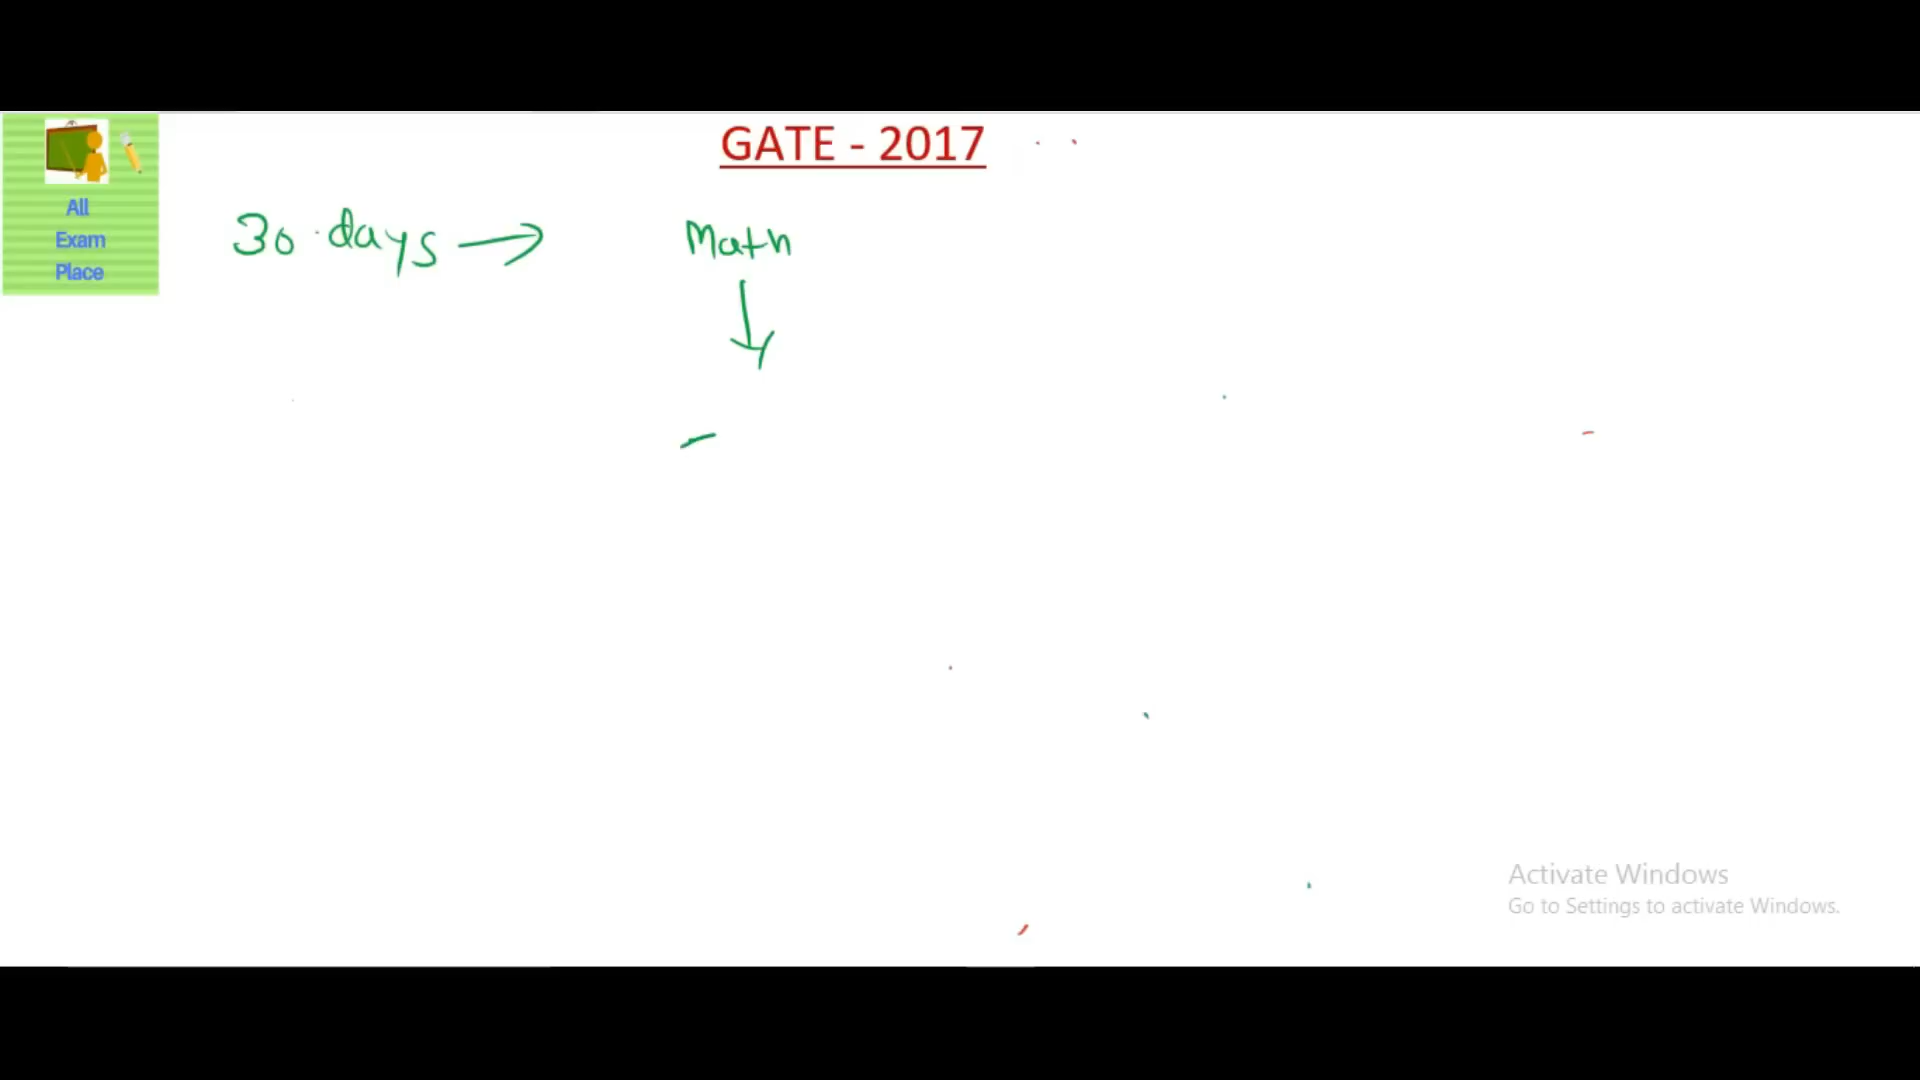 GATE - 2017
All
Exam
Place
30 days →
Math
Activate Windows
Go to Settings to activate Windows.